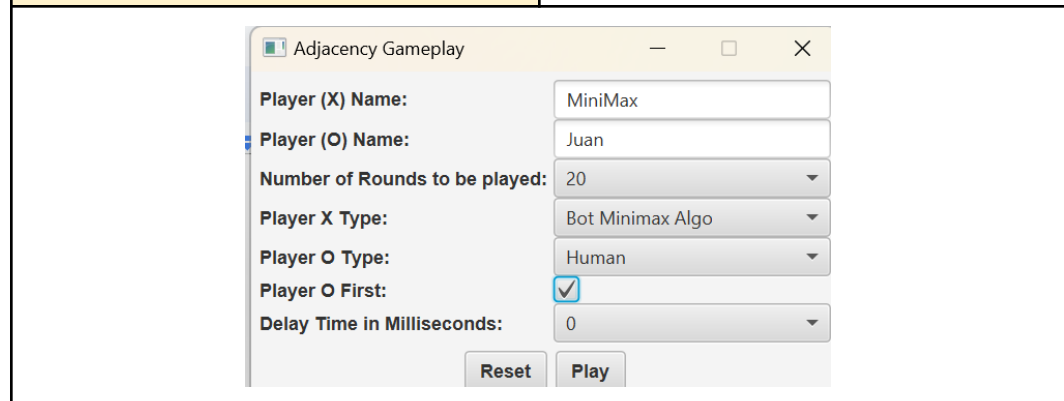 Adjacency Gameplay
Player (X) Name: MiniMax
Player (O) Name: Juan
Number of Rounds to be played: 20
Player X Type: Bot Minimax Algo
Player O Type: Human
Player O First:
Delay Time in Milliseconds: 0
Reset Play